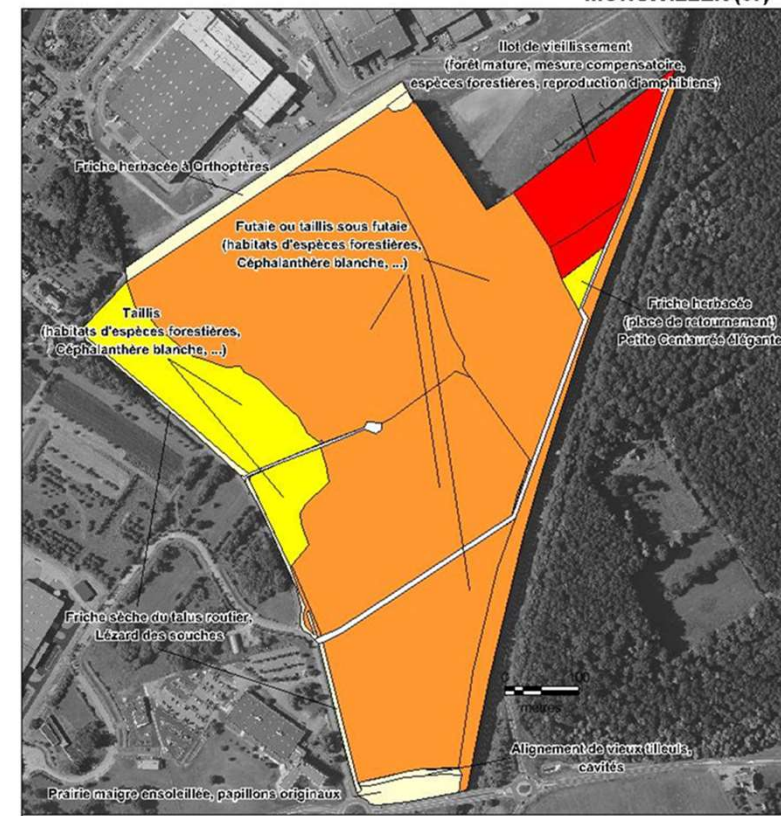 Ilot de vieillissement
(forêt mature, mesure compensatoire,
espèces forestières, reproduction d'amphibiens)
Friche herbacée à Orthoptères
Futaie ou taillis sous futaie
(habitats d'espèces forestières,
Céphalanthère blanche, ...)
Taillis
(habitats d'espèces forestières,
Céphalanthère blanche, ...)
Friche herbacée
(place de retournement)
Petite Centaurée élégante
Friche sèche du talus routier,
Lézard des souches
0 100
mètres
Alignement de vieux tilleuls,
cavités
Prairie maigre ensoleillée, papillons originaux